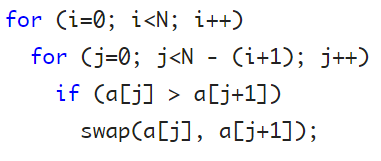 for (i=0; i<N; i++)
  for (j=0; j<N - (i+1); j++)
    if (a[j] > a[j+1])
      swap(a[j], a[j+1]);